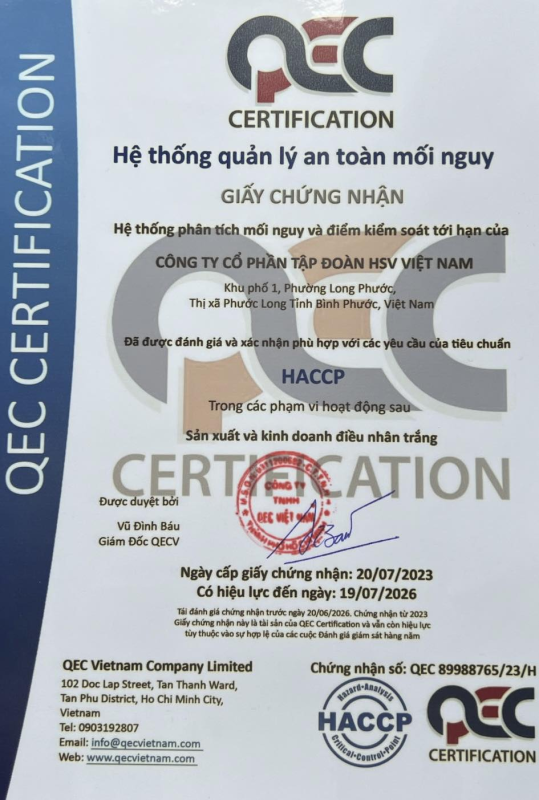 QEC CERTIFICATION
QEC
CERTIFICATION
Hệ thống quản lý an toàn mối nguy
GIẤY CHỨNG NHẬN
Hệ thống phân tích mối nguy và điểm kiểm soát tới hạn của
CÔNG TY CỔ PHẦN TẬP ĐOÀN HSV VIỆT NAM
Khu phố 1, Phường Long Phước,
Thị xã Phước Long Tỉnh Bình Phước, Việt Nam
Đã được đánh giá và xác nhận phù hợp với các yêu cầu của tiêu chuẩn
HACCP
Trong các phạm vi hoạt động sau
Sản xuất và kinh doanh điều nhân trắng
QEC
CERTIFICATION
Được duyệt bởi
Vũ Đình Báu
Giám Đốc QECV
CÔNG TY
TNHH
QEC VIỆT NAM
Ngày cấp giấy chứng nhận: 20/07/2023
Có hiệu lực đến ngày: 19/07/2026
Tái đánh giá chứng nhận trước ngày 20/06/2026. Chứng nhận từ 2023
Giấy chứng nhận này là tài sản của QEC Certification và vẫn còn hiệu lực
tùy thuộc vào sự hợp lệ của các cuộc Đánh giá giám sát hàng năm
QEC Vietnam Company Limited
102 Doc Lap Street, Tan Thanh Ward,
Tan Phu District, Ho Chi Minh City,
Vietnam
Tel: 0903192807
Email: info@qecvietnam.com
Web: www.qecvietnam.com
Chứng nhận số: QEC 89988765/23/H
Hazard-Analysis
HACCP
Critical-Control-Point
QEC
CERTIFICATION